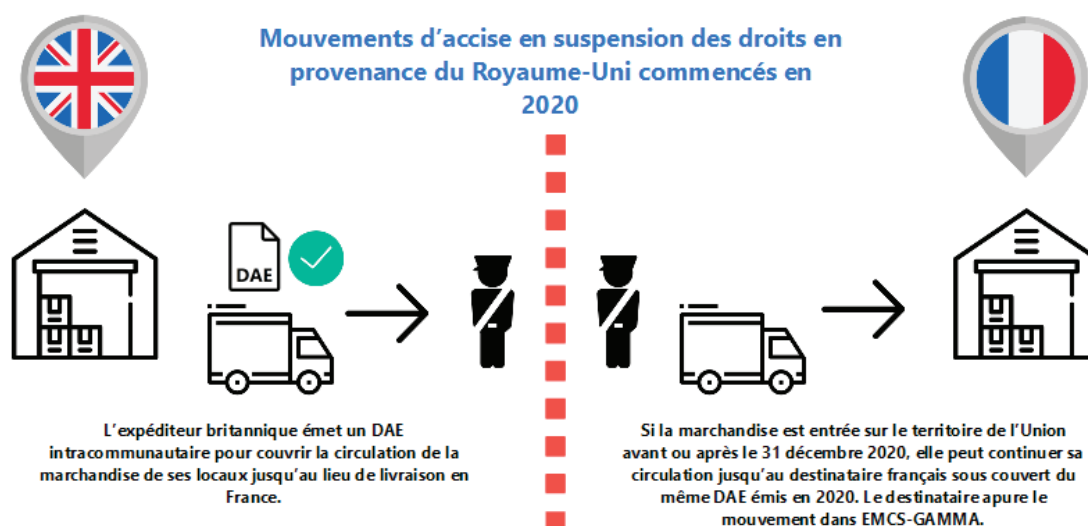 Mouvements d'accise en suspension des droits en
provenance du Royaume-Uni commencés en
2020
DAE
L'expéditeur britannique émet un DAE
intracommunautaire pour couvrir la circulation de la
marchandise de ses locaux jusqu'au lieu de livraison en
France.
Si la marchandise est entrée sur le territoire de l'Union
avant ou après le 31 décembre 2020, elle peut continuer sa
circulation jusqu'au destinataire français sous couvert du
même DAE émis en 2020. Le destinataire apure le
mouvement dans EMCS-GAMMA.